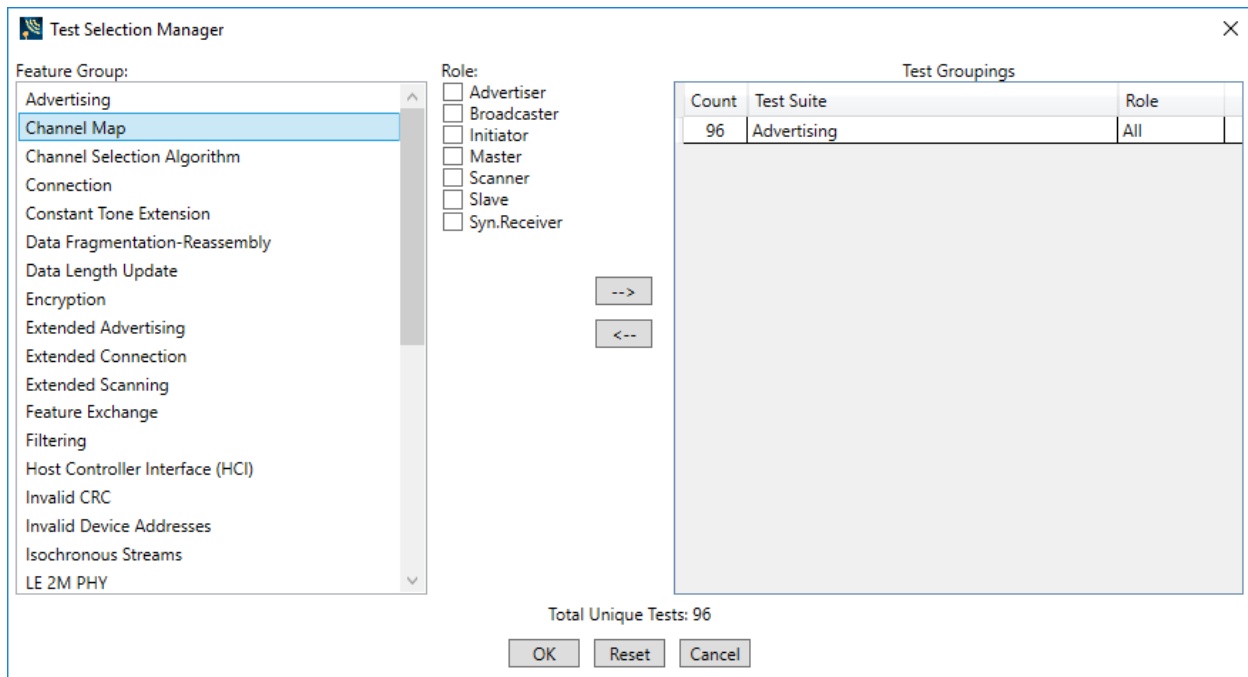 Test Selection Manager
Feature Group:
Advertising
Channel Map
Channel Selection Algorithm
Connection
Constant Tone Extension
Data Fragmentation-Reassembly
Data Length Update
Encryption
Extended Advertising
Extended Connection
Extended Scanning
Feature Exchange
Filtering
Host Controller Interface (HCI)
Invalid CRC
Invalid Device Addresses
Isochronous Streams
LE 2M PHY
Role:
Advertiser
Broadcaster
Initiator
Master
Scanner
Slave
Syn.Receiver
-->
<--
Test Groupings
Count Test Suite Role
96 Advertising All
Total Unique Tests: 96
OK Reset Cancel